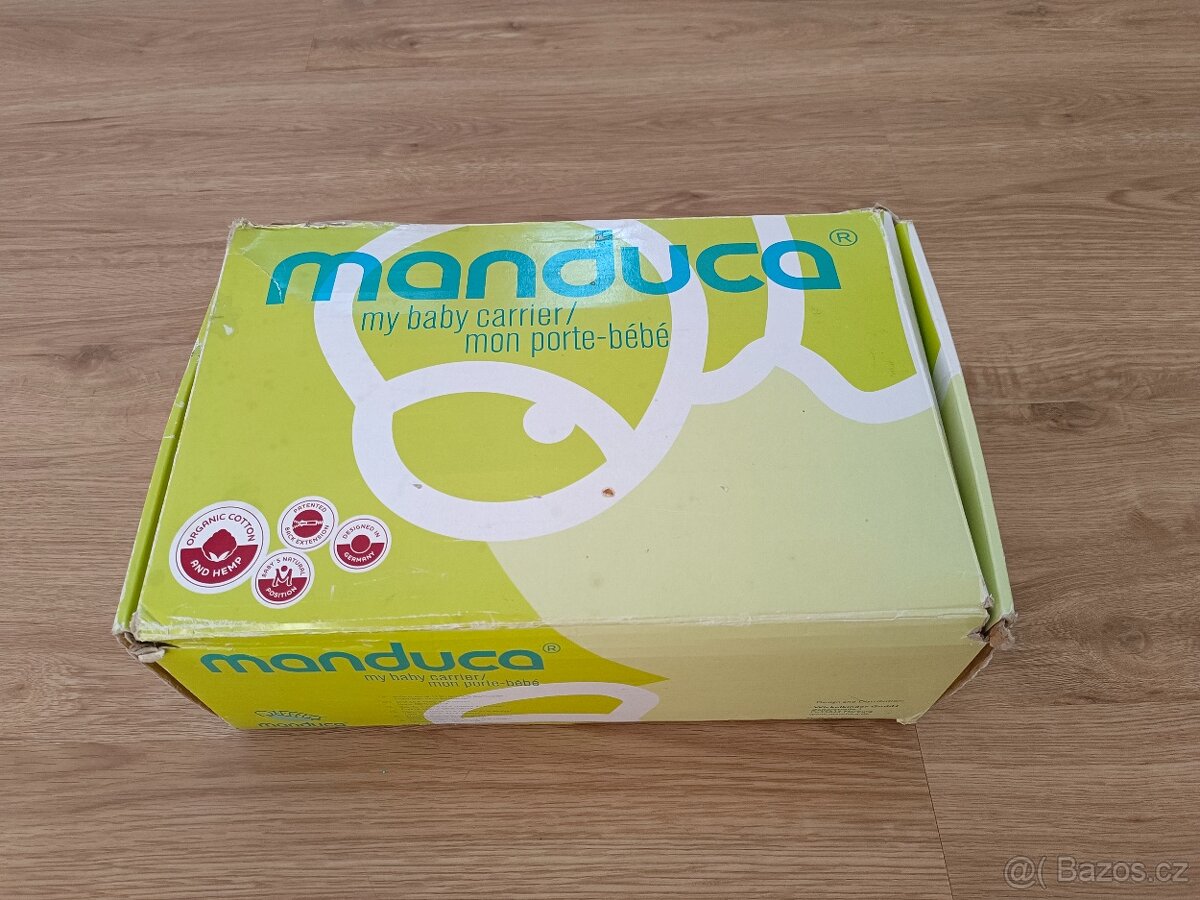 manduca®
my baby carrier/
mon porte-bébé
ORGANIC COTTON
AND HEMP
PATENTED
BACK EXTENSION
DESIGNED IN
GERMANY
BABY'S NATURAL
POSITION
manduca®
my baby carrier/
mon porte-bébé
manduca
@( Bazos.cz